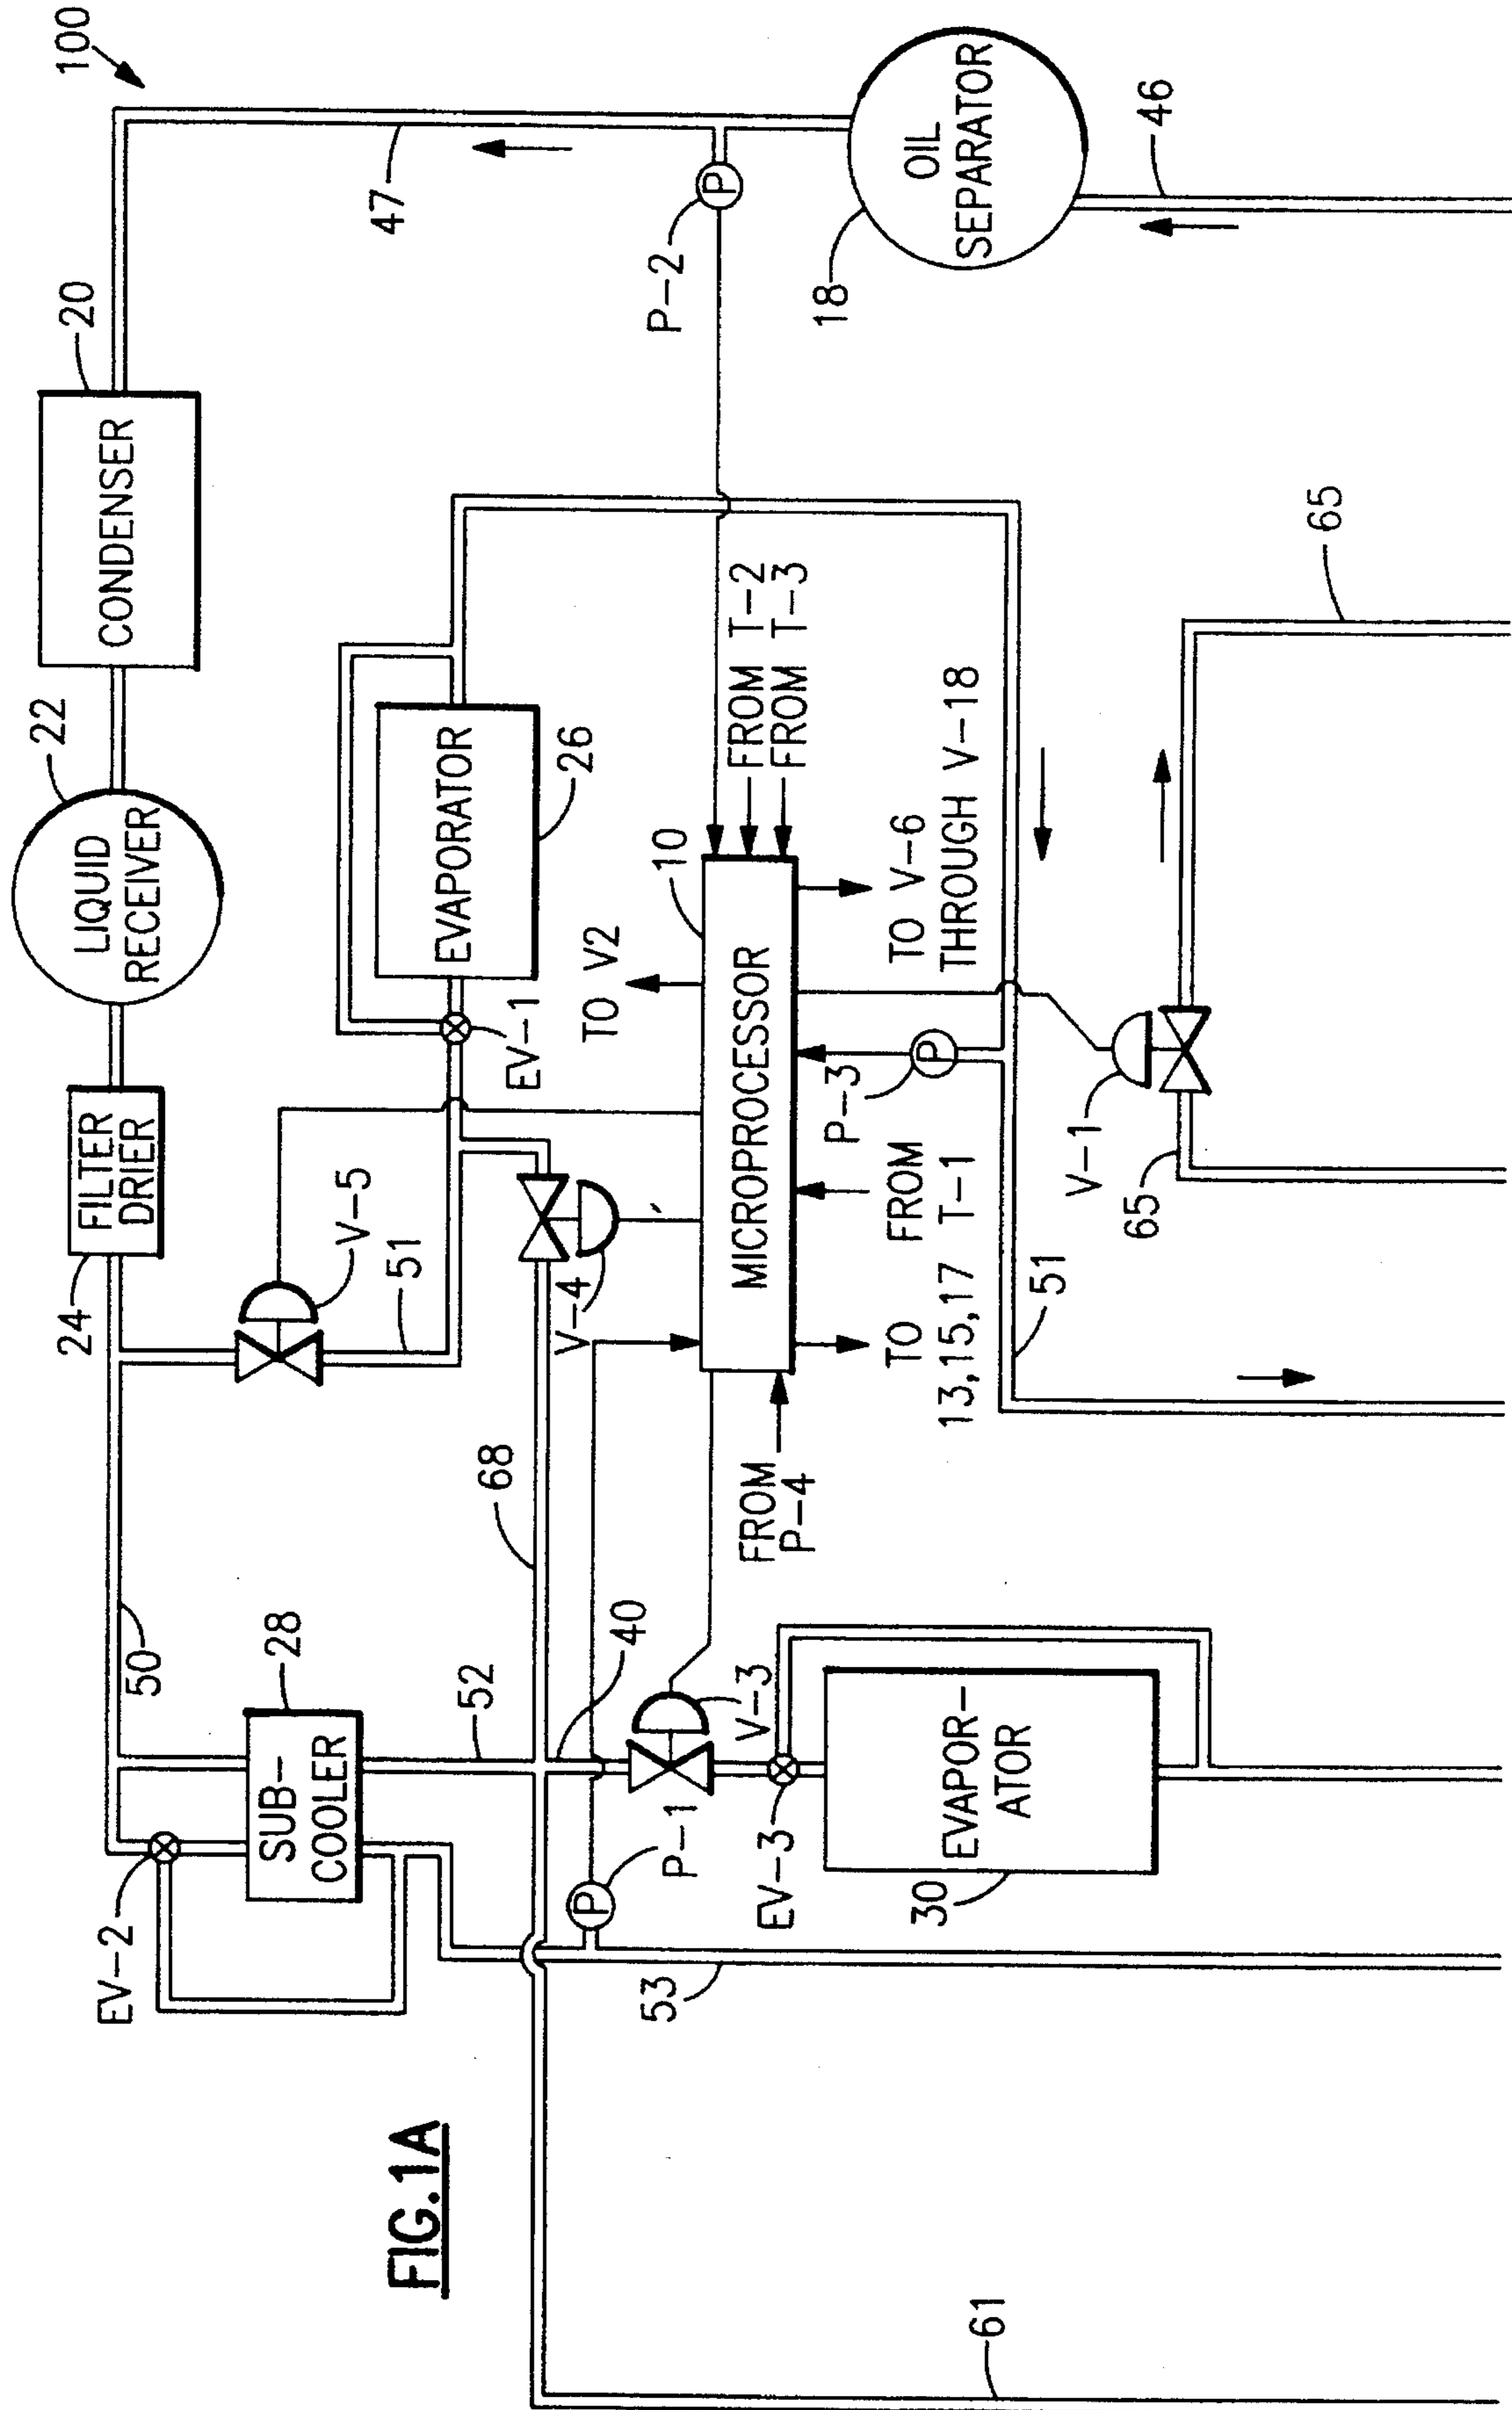 FIG.1A
100
20
CONDENSER
22
LIQUID
RECEIVER
24
FILTER
DRIER
50
EV-2
28
SUB-
COOLER
47
P-2
P
18
OIL
SEPARATOR
46
V-5
51
EV-1
EVAPORATOR
26
68
V-4
52
40
53
P
P-1
V-3
EV-3
30
EVAPOR-
ATOR
61
10
MICROPROCESSOR
TO V2
FROM T-2
FROM T-3
TO V-6
THROUGH V-18
FROM
P-4
TO
13,15,17
FROM
T-1
P-3
P
51
V-1
65
65